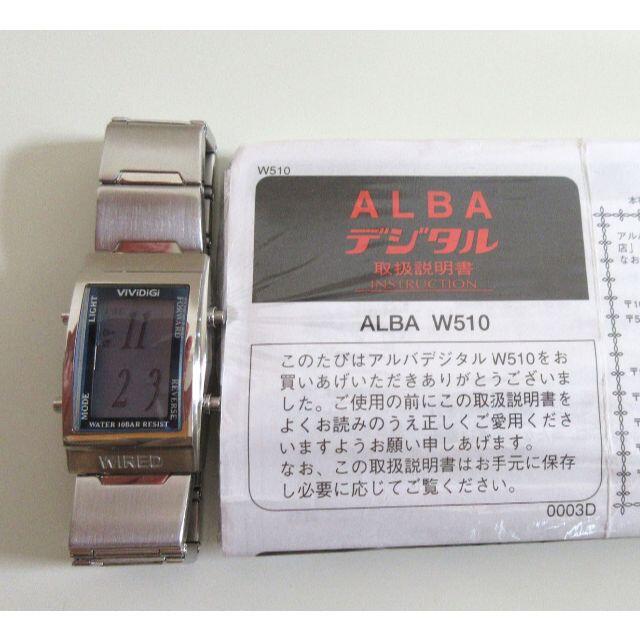 VIVIDIGI
LIGHT
FORWARD
11
23
MODE
REVERSE
WATER 10BAR RESIST
WIRED
W510
ALBA
デジタル
取扱説明書
INSTRUCTION
ALBA W510
このたびはアルバデジタルW510をお
買いあげいただきありがとうございま
した。ご使用の前にこの取扱説明書を
よくお読みのうえ正しくご愛用くださ
いますようお願い申しあげます。
なお、この取扱説明書はお手元に保存
し必要に応じてご覧ください。
0003D
アル
店」
なお